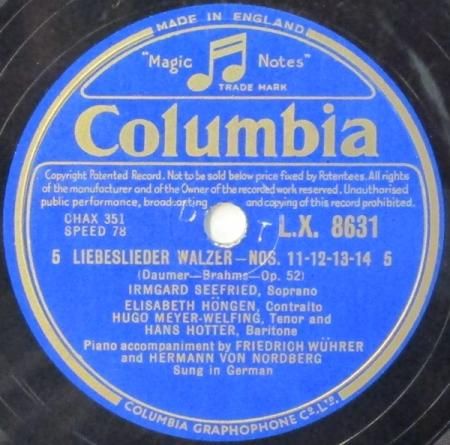 MADE IN ENGLAND
"Magic Notes"
TRADE MARK
Columbia
Copyright Patented Record. Not to be sold below price fixed by Patentees. All rights
of the manufacturer and of the Owner of the recorded work reserved. Unauthorised
public performance, broadcasting and copying of this record prohibited.
CHAX 351
SPEED 78
L.X. 8631
5 LIEBESLIEDER WALZER–NOS. 11-12-13-14 5
(Daumer–Brahms–Op. 52)
IRMGARD SEEFRIED, Soprano
ELISABETH HÖNGEN, Contralto
HUGO MEYER-WELFING, Tenor and
HANS HOTTER, Baritone
Piano accompaniment by FRIEDRICH WÜHRER
and HERMANN VON NORDBERG
Sung in German
COLUMBIA GRAPHOPHONE Co. LTD.